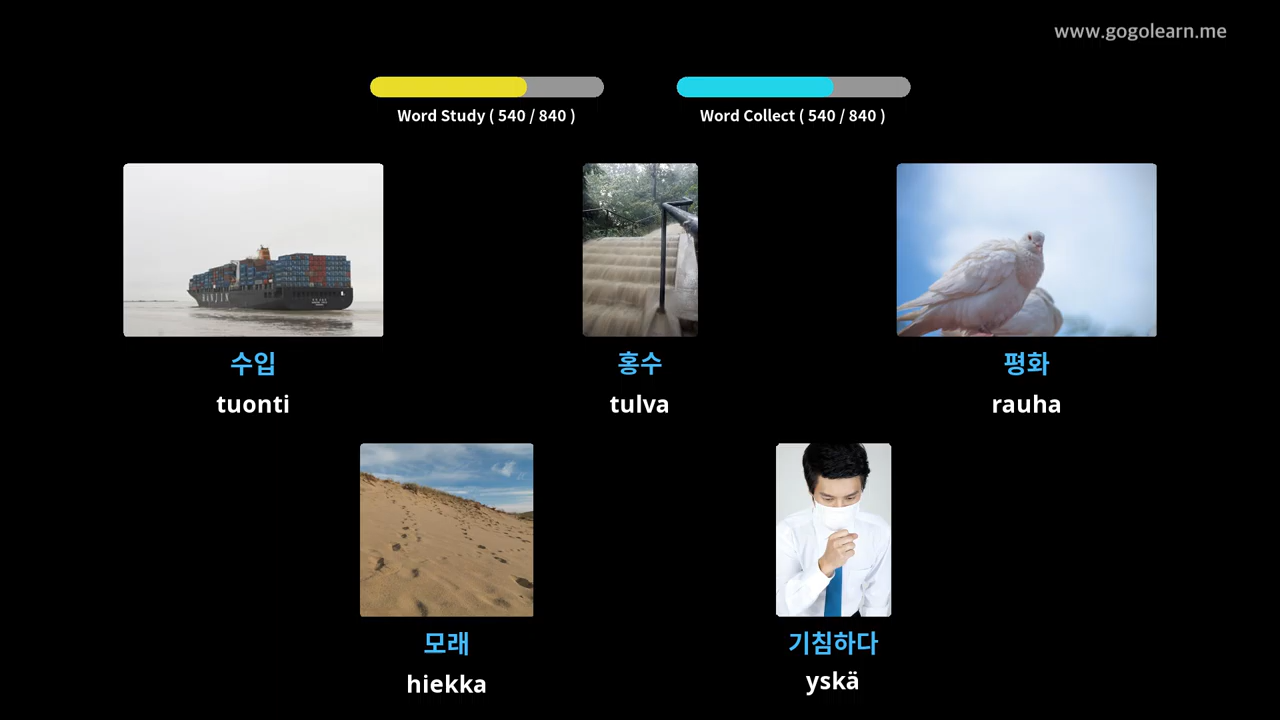 www.gogolearn.me
Word Study ( 540 / 840 )
Word Collect ( 540 / 840 )
HANJIN
수입
tuonti
홍수
tulva
평화
rauha
모래
hiekka
기침하다
yskä